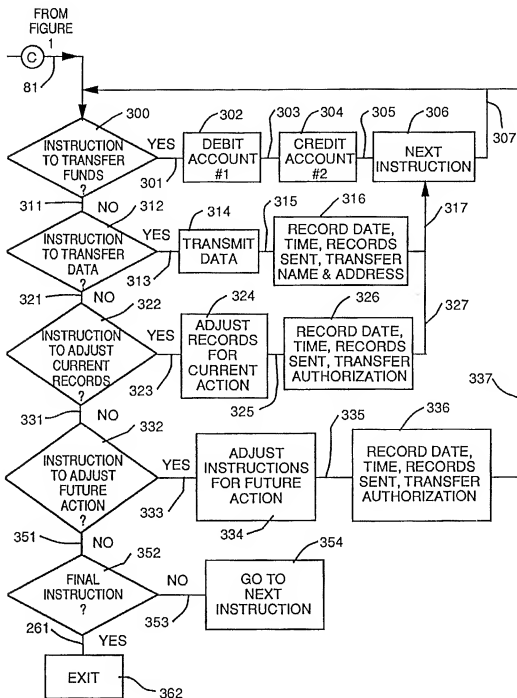 FROM
FIGURE
1
C
81
300
INSTRUCTION
TO TRANSFER
FUNDS
?
YES
301
302
DEBIT
ACCOUNT
#1
303
304
CREDIT
ACCOUNT
#2
305
306
NEXT
INSTRUCTION
307
311
NO
312
INSTRUCTION
TO TRANSFER
DATA
?
YES
313
314
TRANSMIT
DATA
315
316
RECORD DATE,
TIME, RECORDS
SENT, TRANSFER
NAME & ADDRESS
317
321
NO
322
INSTRUCTION
TO ADJUST
CURRENT
RECORDS
?
YES
323
324
ADJUST
RECORDS
FOR
CURRENT
ACTION
325
326
RECORD DATE,
TIME, RECORDS
SENT, TRANSFER
AUTHORIZATION
327
331
NO
332
INSTRUCTION
TO ADJUST
FUTURE
ACTION
?
YES
333
ADJUST
INSTRUCTIONS
FOR FUTURE
ACTION
334
335
336
RECORD DATE,
TIME, RECORDS
SENT, TRANSFER
AUTHORIZATION
337
351
NO
352
FINAL
INSTRUCTION
?
NO
353
354
GO TO
NEXT
INSTRUCTION
261
YES
EXIT
362